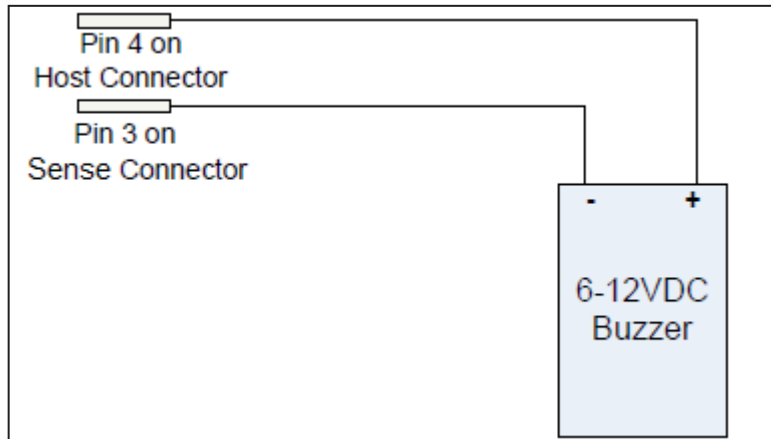 Pin 4 on
Host Connector
Pin 3 on
Sense Connector
- +
6-12VDC
Buzzer